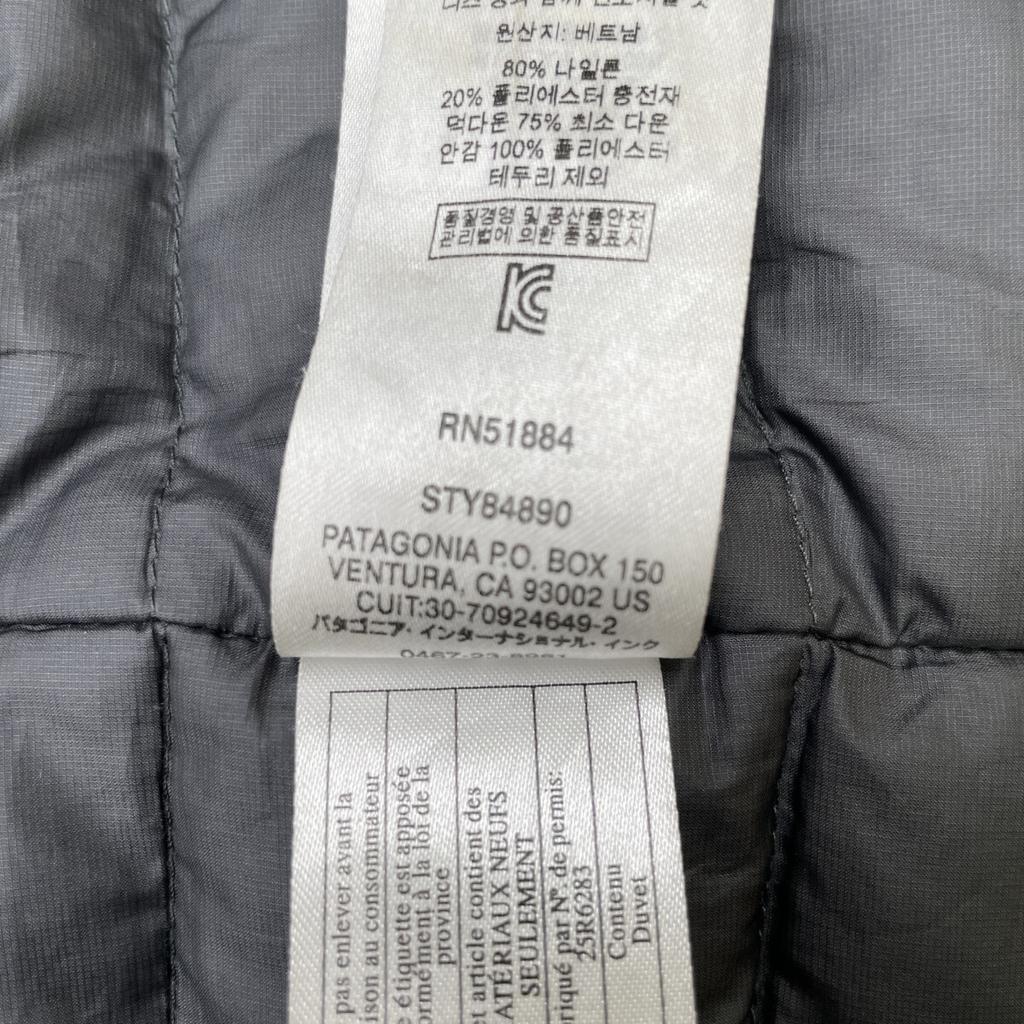 원산지: 베트남
80% 나일론
20% 폴리에스터 충전재
덕다운 75% 최소 다운
안감 100% 폴리에스터
테두리 제외
품질경영 및 공산품안전
관리법에 의한 품질표시
RN51884
STY84890
PATAGONIA P.O. BOX 150
VENTURA, CA 93002 US
CUIT:30-70924649-2
パタゴニア・インターナショナル・インク
pas enlever avant la
ison au consommateur
e étiquette est apposée
ormément à la loi de la
province
et article contient des
ATÉRIAUX NEUFS
SEULEMENT
riqué par N°. de permis:
25R6283
Contenu
Duvet